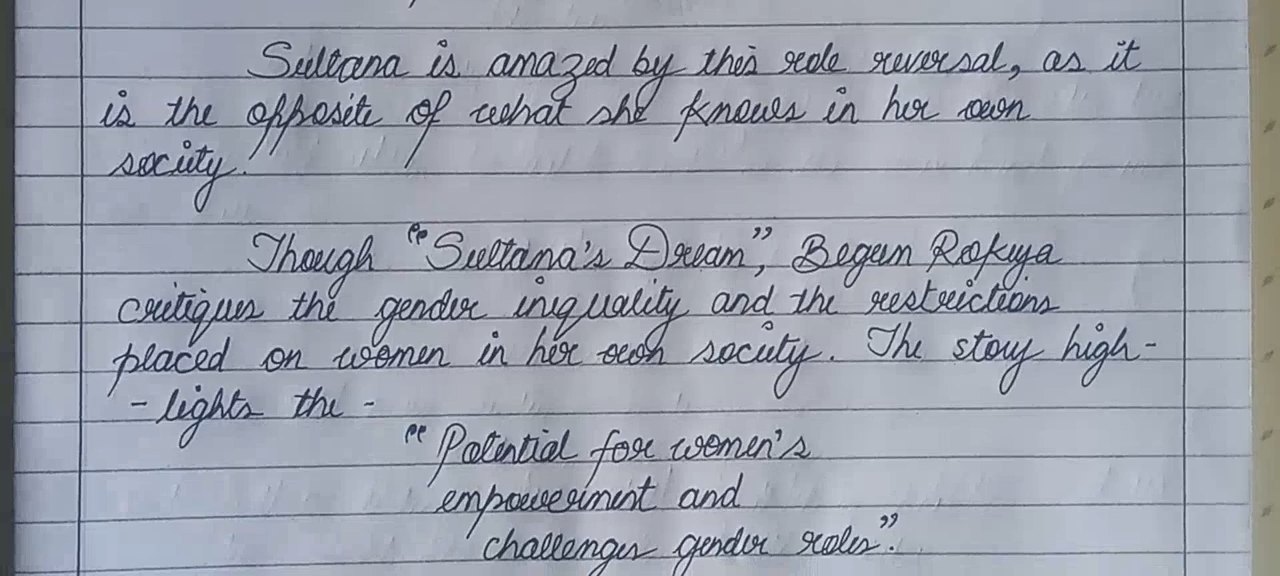 Sultana is amazed by this role reversal, as it
is the opposite of what she knows in her own
society.
Though "Sultana's Dream", Begum Rokuya
critiques the gender inequality and the restrictions
placed on women in her own society. The story high-
- lights the -
"Potential for women's
empowerment and
challenges gender roles".